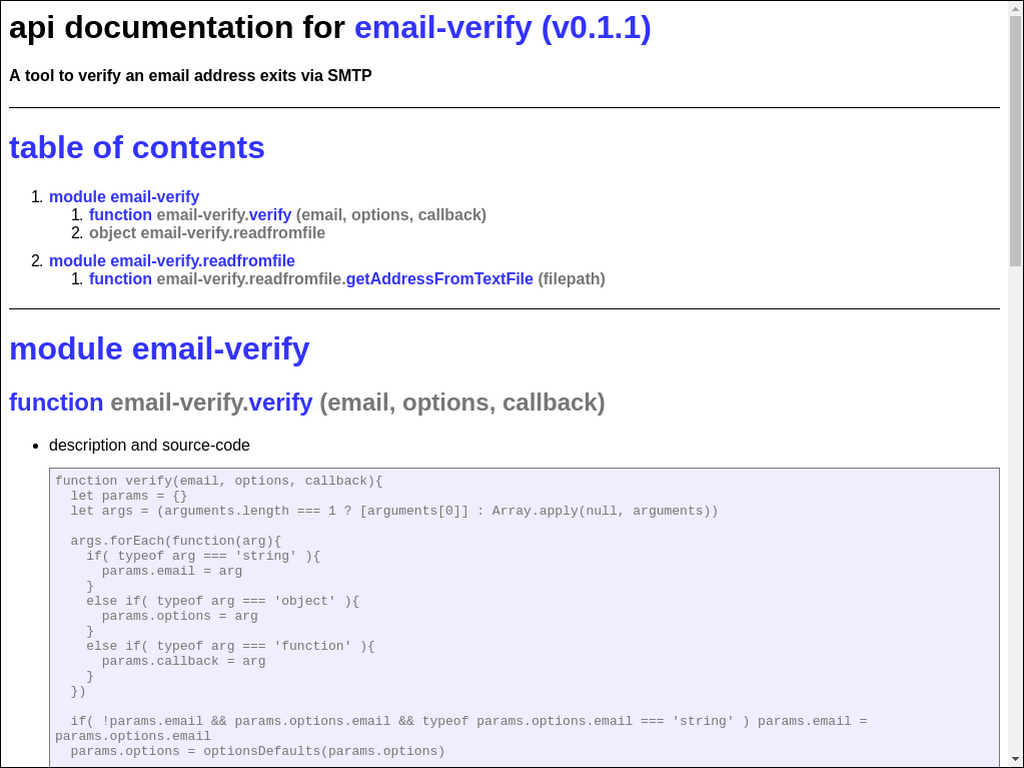 api documentation for email-verify (v0.1.1)
A tool to verify an email address exits via SMTP
table of contents
1. module email-verify
1. function email-verify.verify (email, options, callback)
2. object email-verify.readfromfile
2. module email-verify.readfromfile
1. function email-verify.readfromfile.getAddressFromTextFile (filepath)
module email-verify
function email-verify.verify (email, options, callback)
• description and source-code
function verify(email, options, callback){
  let params = {}
  let args = (arguments.length === 1 ? [arguments[0]] : Array.apply(null, arguments))
  args.forEach(function(arg){
    if( typeof arg === 'string' ){
      params.email = arg
    }
    else if( typeof arg === 'object' ){
      params.options = arg
    }
    else if( typeof arg === 'function' ){
      params.callback = arg
    }
  })
  if( !params.email && params.options.email && typeof params.options.email === 'string' ) params.email =
params.options.email
  params.options = optionsDefaults(params.options)